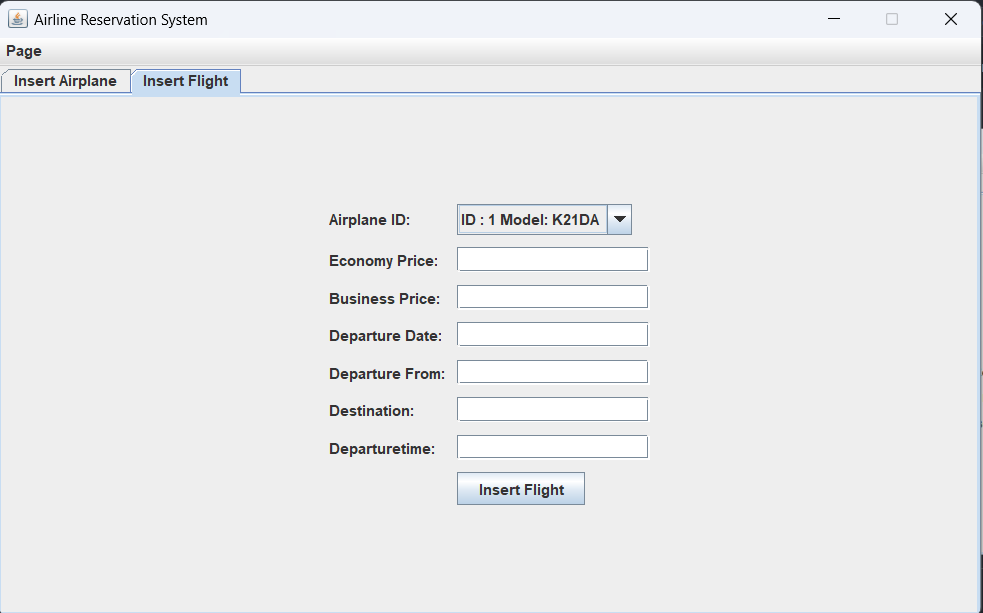 Airline Reservation System
Page
Insert Airplane Insert Flight
Airplane ID: ID : 1 Model: K21DA
Economy Price:
Business Price:
Departure Date:
Departure From:
Destination:
Departuretime:
Insert Flight